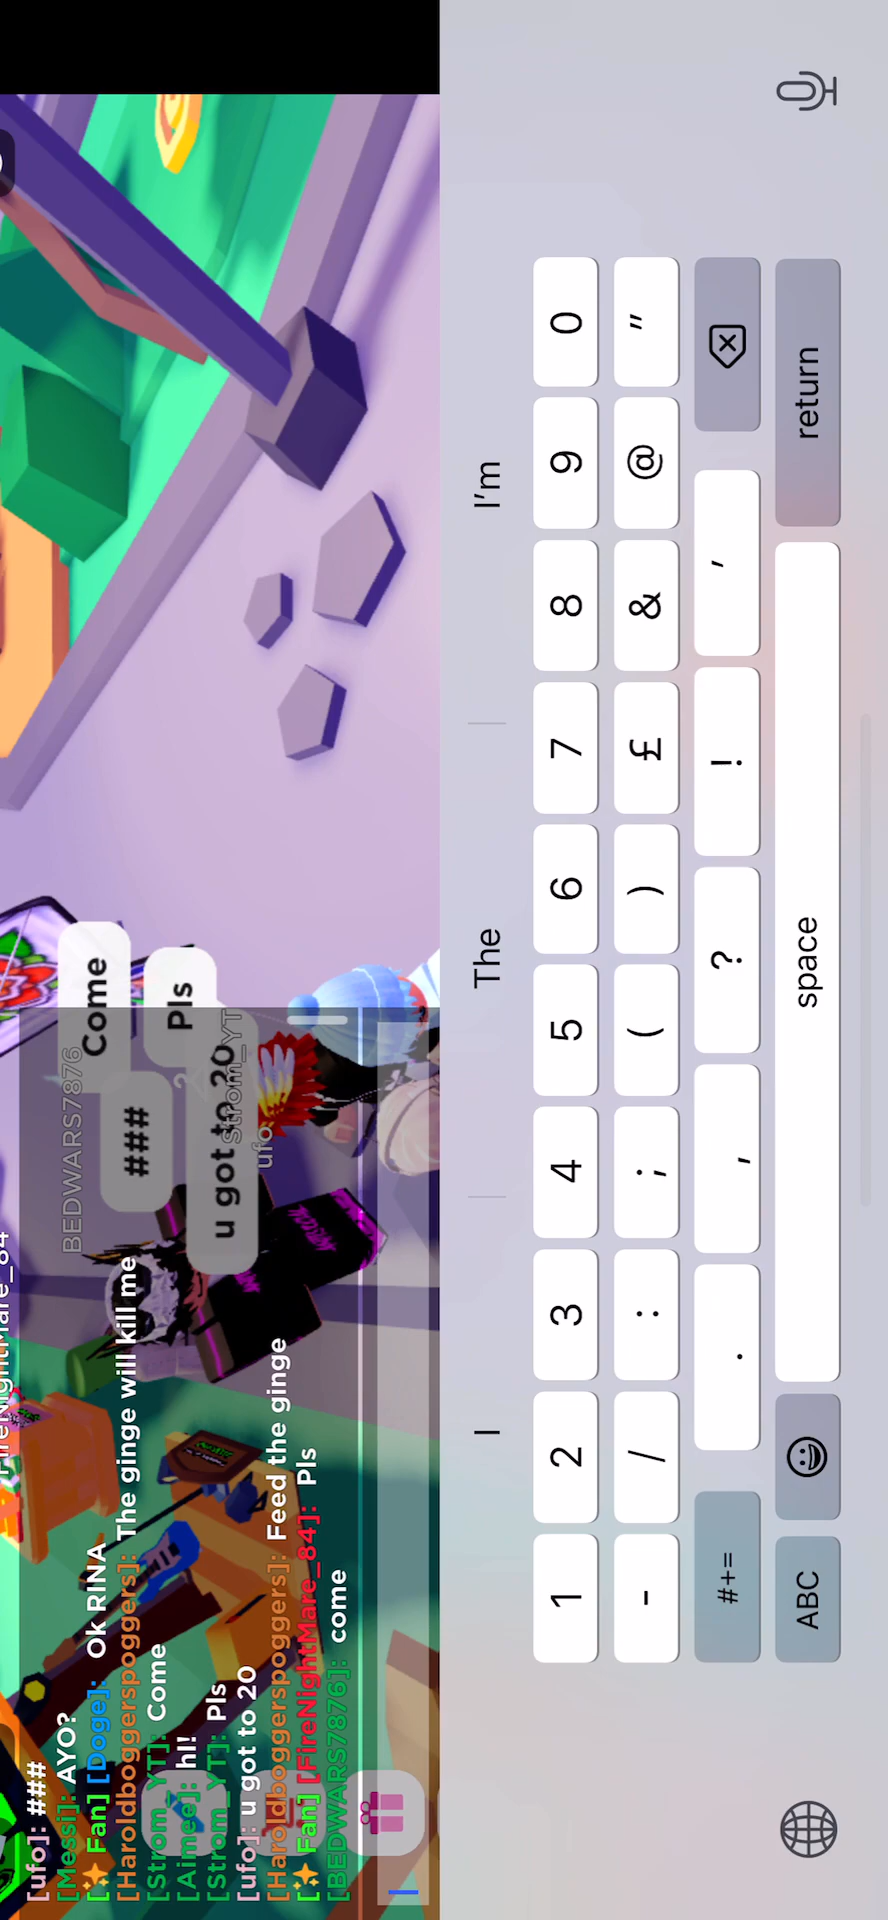 FireNightMare_84
BEDWARS7876
Come
###
Pls
u got to 20
Strom_YT
ufo
[ufo]: ###
[Messi]: AYO?
[✨ Fan] [Doge]: Ok RINA
[Haroldboggerspoggers]: The ginge will kill me
[Strom_YT]: Come
[Aimee]: hI!
[Strom_YT]: Pls
[ufo]: u got to 20
[Haroldboggerspoggers]: Feed the ginge
[✨ Fan] [FireNightMare_84]: Pls
[BEDWARS7876]: come
I The I'm
1 2 3 4 5 6 7 8 9 0
- / : ; ( ) £ & @ "
#+= . , ? ! '
ABC space return